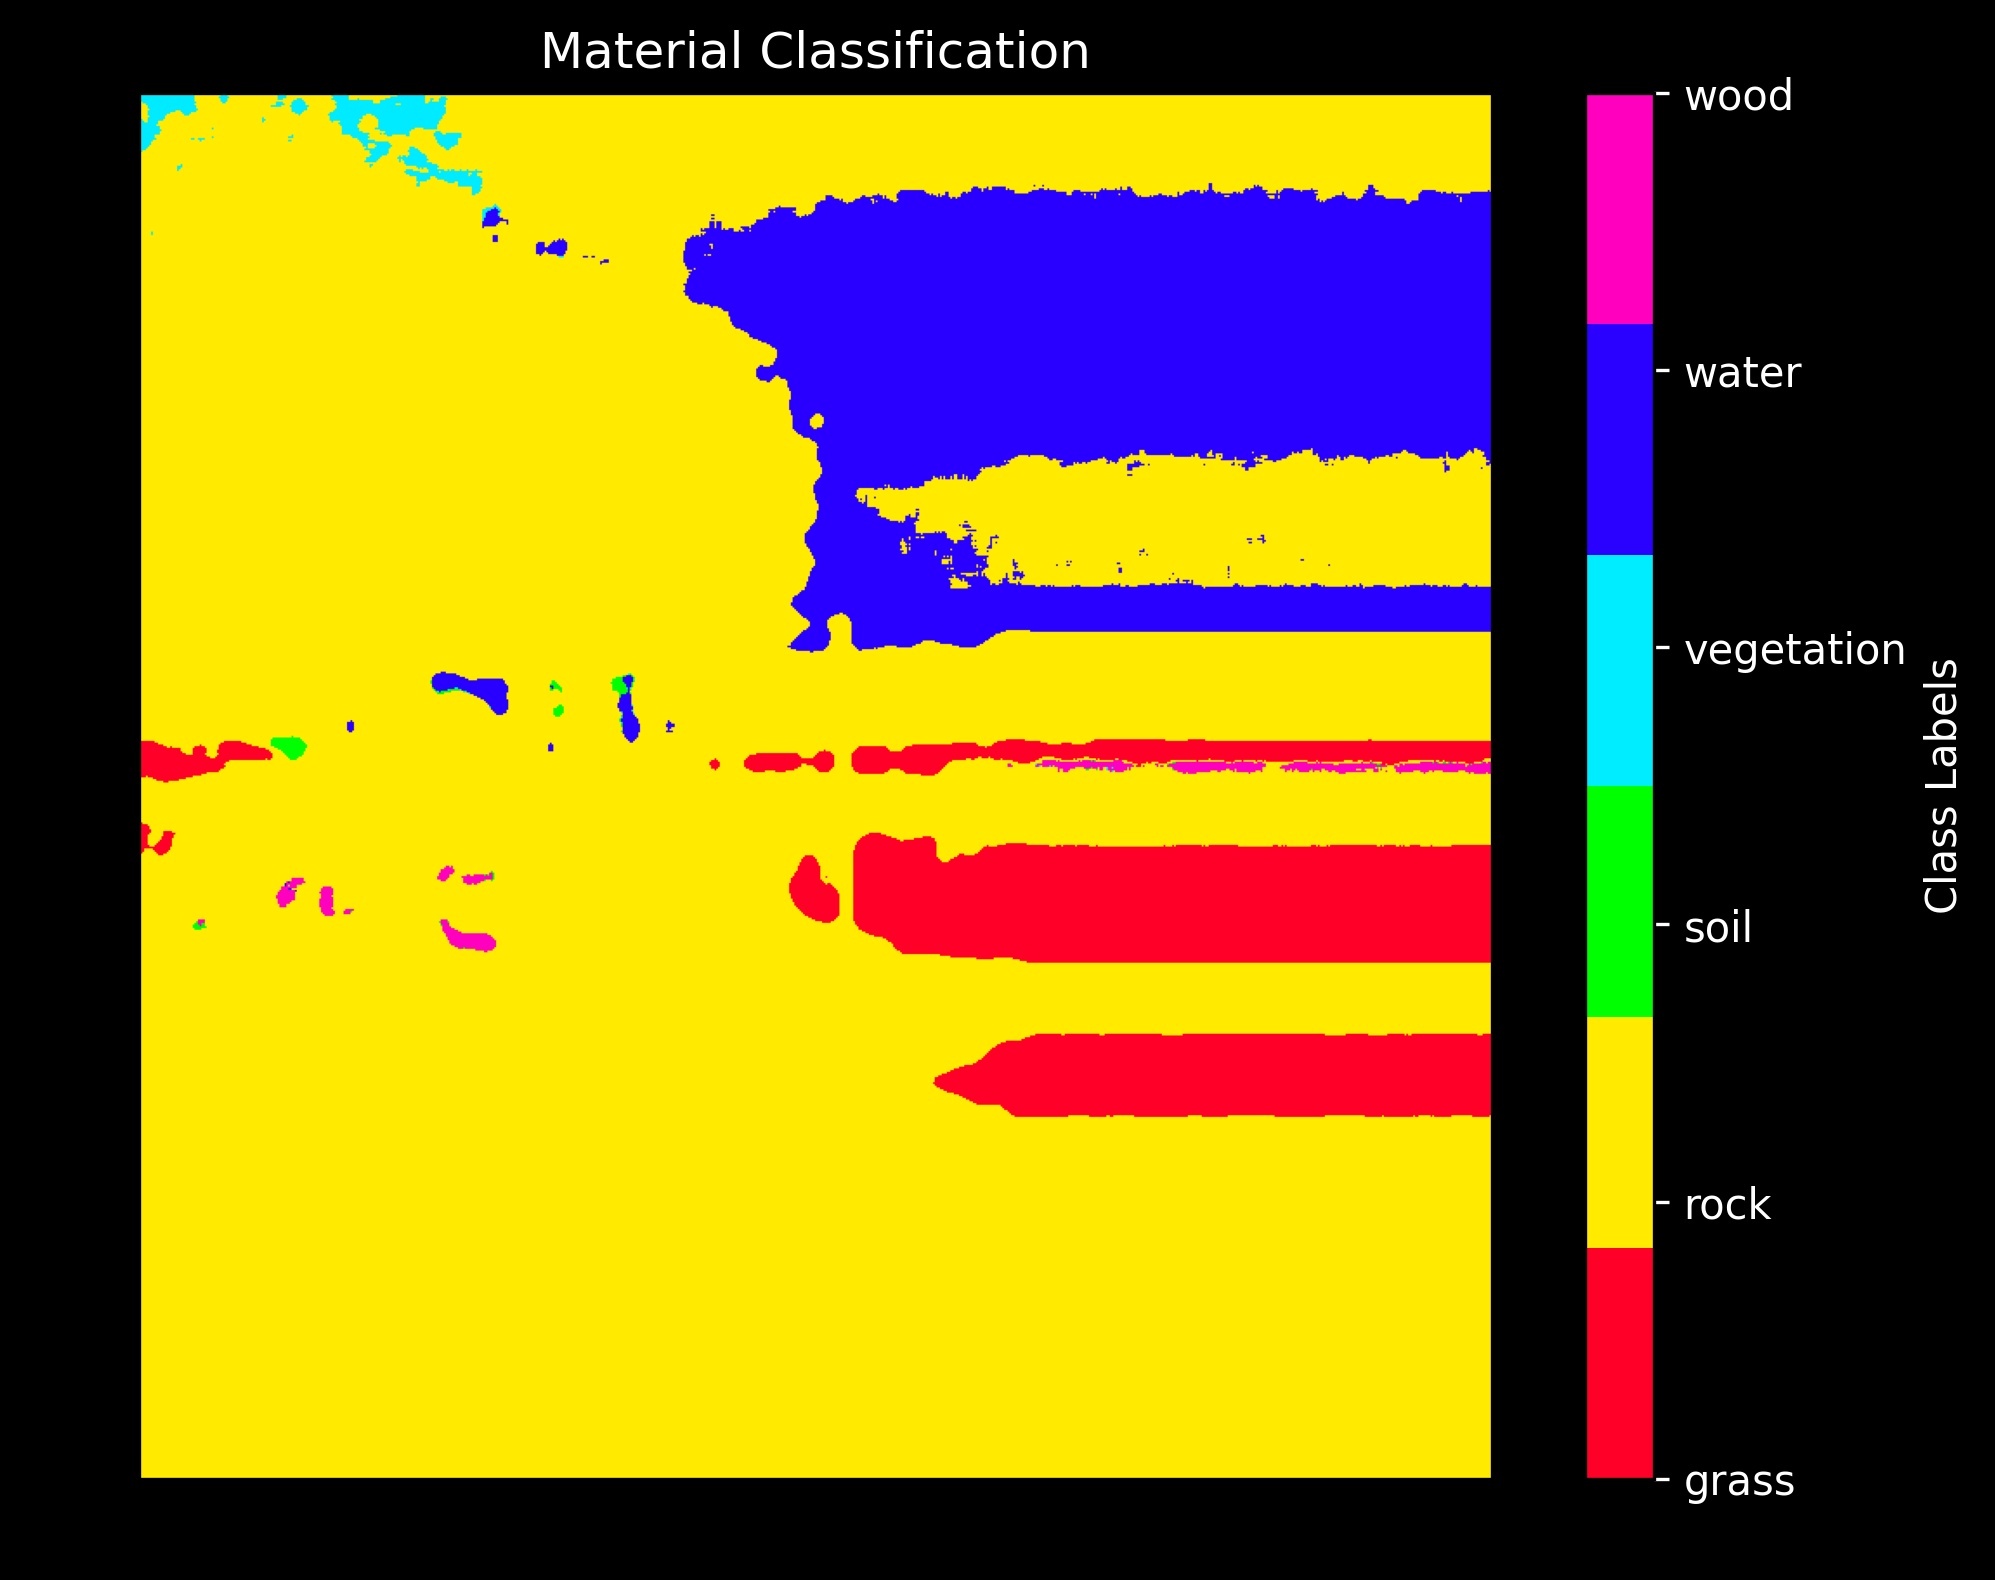 Material Classification
wood
water
vegetation
soil
rock
grass
Class Labels